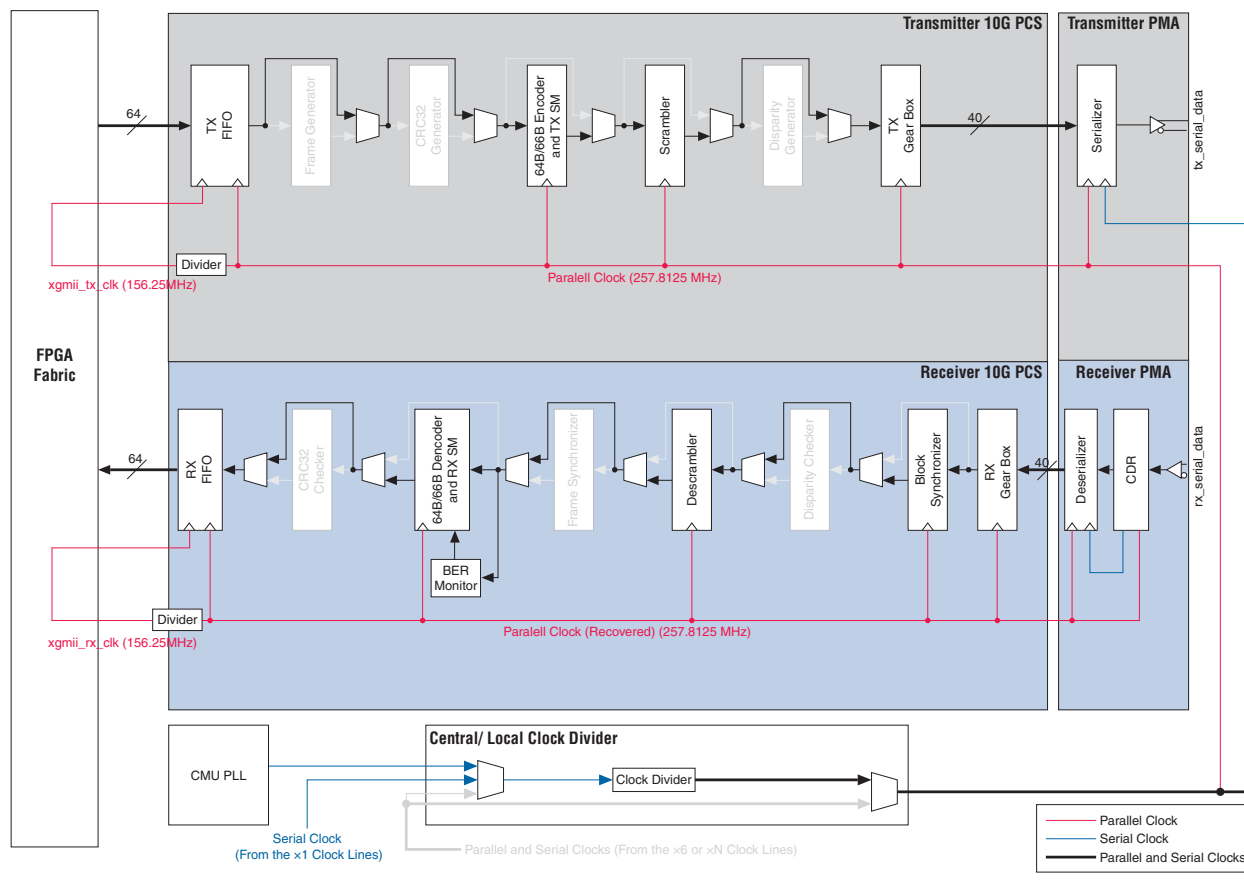 Transmitter 10G PCS
Transmitter PMA
64
TX
FIFO
Frame Generator
CRC32
Generator
64B/66B Encoder
and TX SM
Scrambler
Disparity
Generator
TX
Gear Box
40
Serializer
tx_serial_data
Divider
xgmii_tx_clk (156.25MHz)
Paralell Clock (257.8125 MHz)
FPGA
Fabric
Receiver 10G PCS
Receiver PMA
64
RX
FIFO
CRC32
Checker
64B/66B Dencoder
and RX SM
Frame Synchronizer
Descrambler
Disparity Checker
Block
Synchronizer
RX
Gear Box
40
Deserializer
CDR
rx_serial_data
BER
Monitor
Divider
xgmii_rx_clk (156.25MHz)
Paralell Clock (Recovered) (257.8125 MHz)
CMU PLL
Central/ Local Clock Divider
Clock Divider
Serial Clock
(From the ×1 Clock Lines)
Parallel and Serial Clocks (From the ×6 or ×N Clock Lines)
Parallel Clock
Serial Clock
Parallel and Serial Clocks